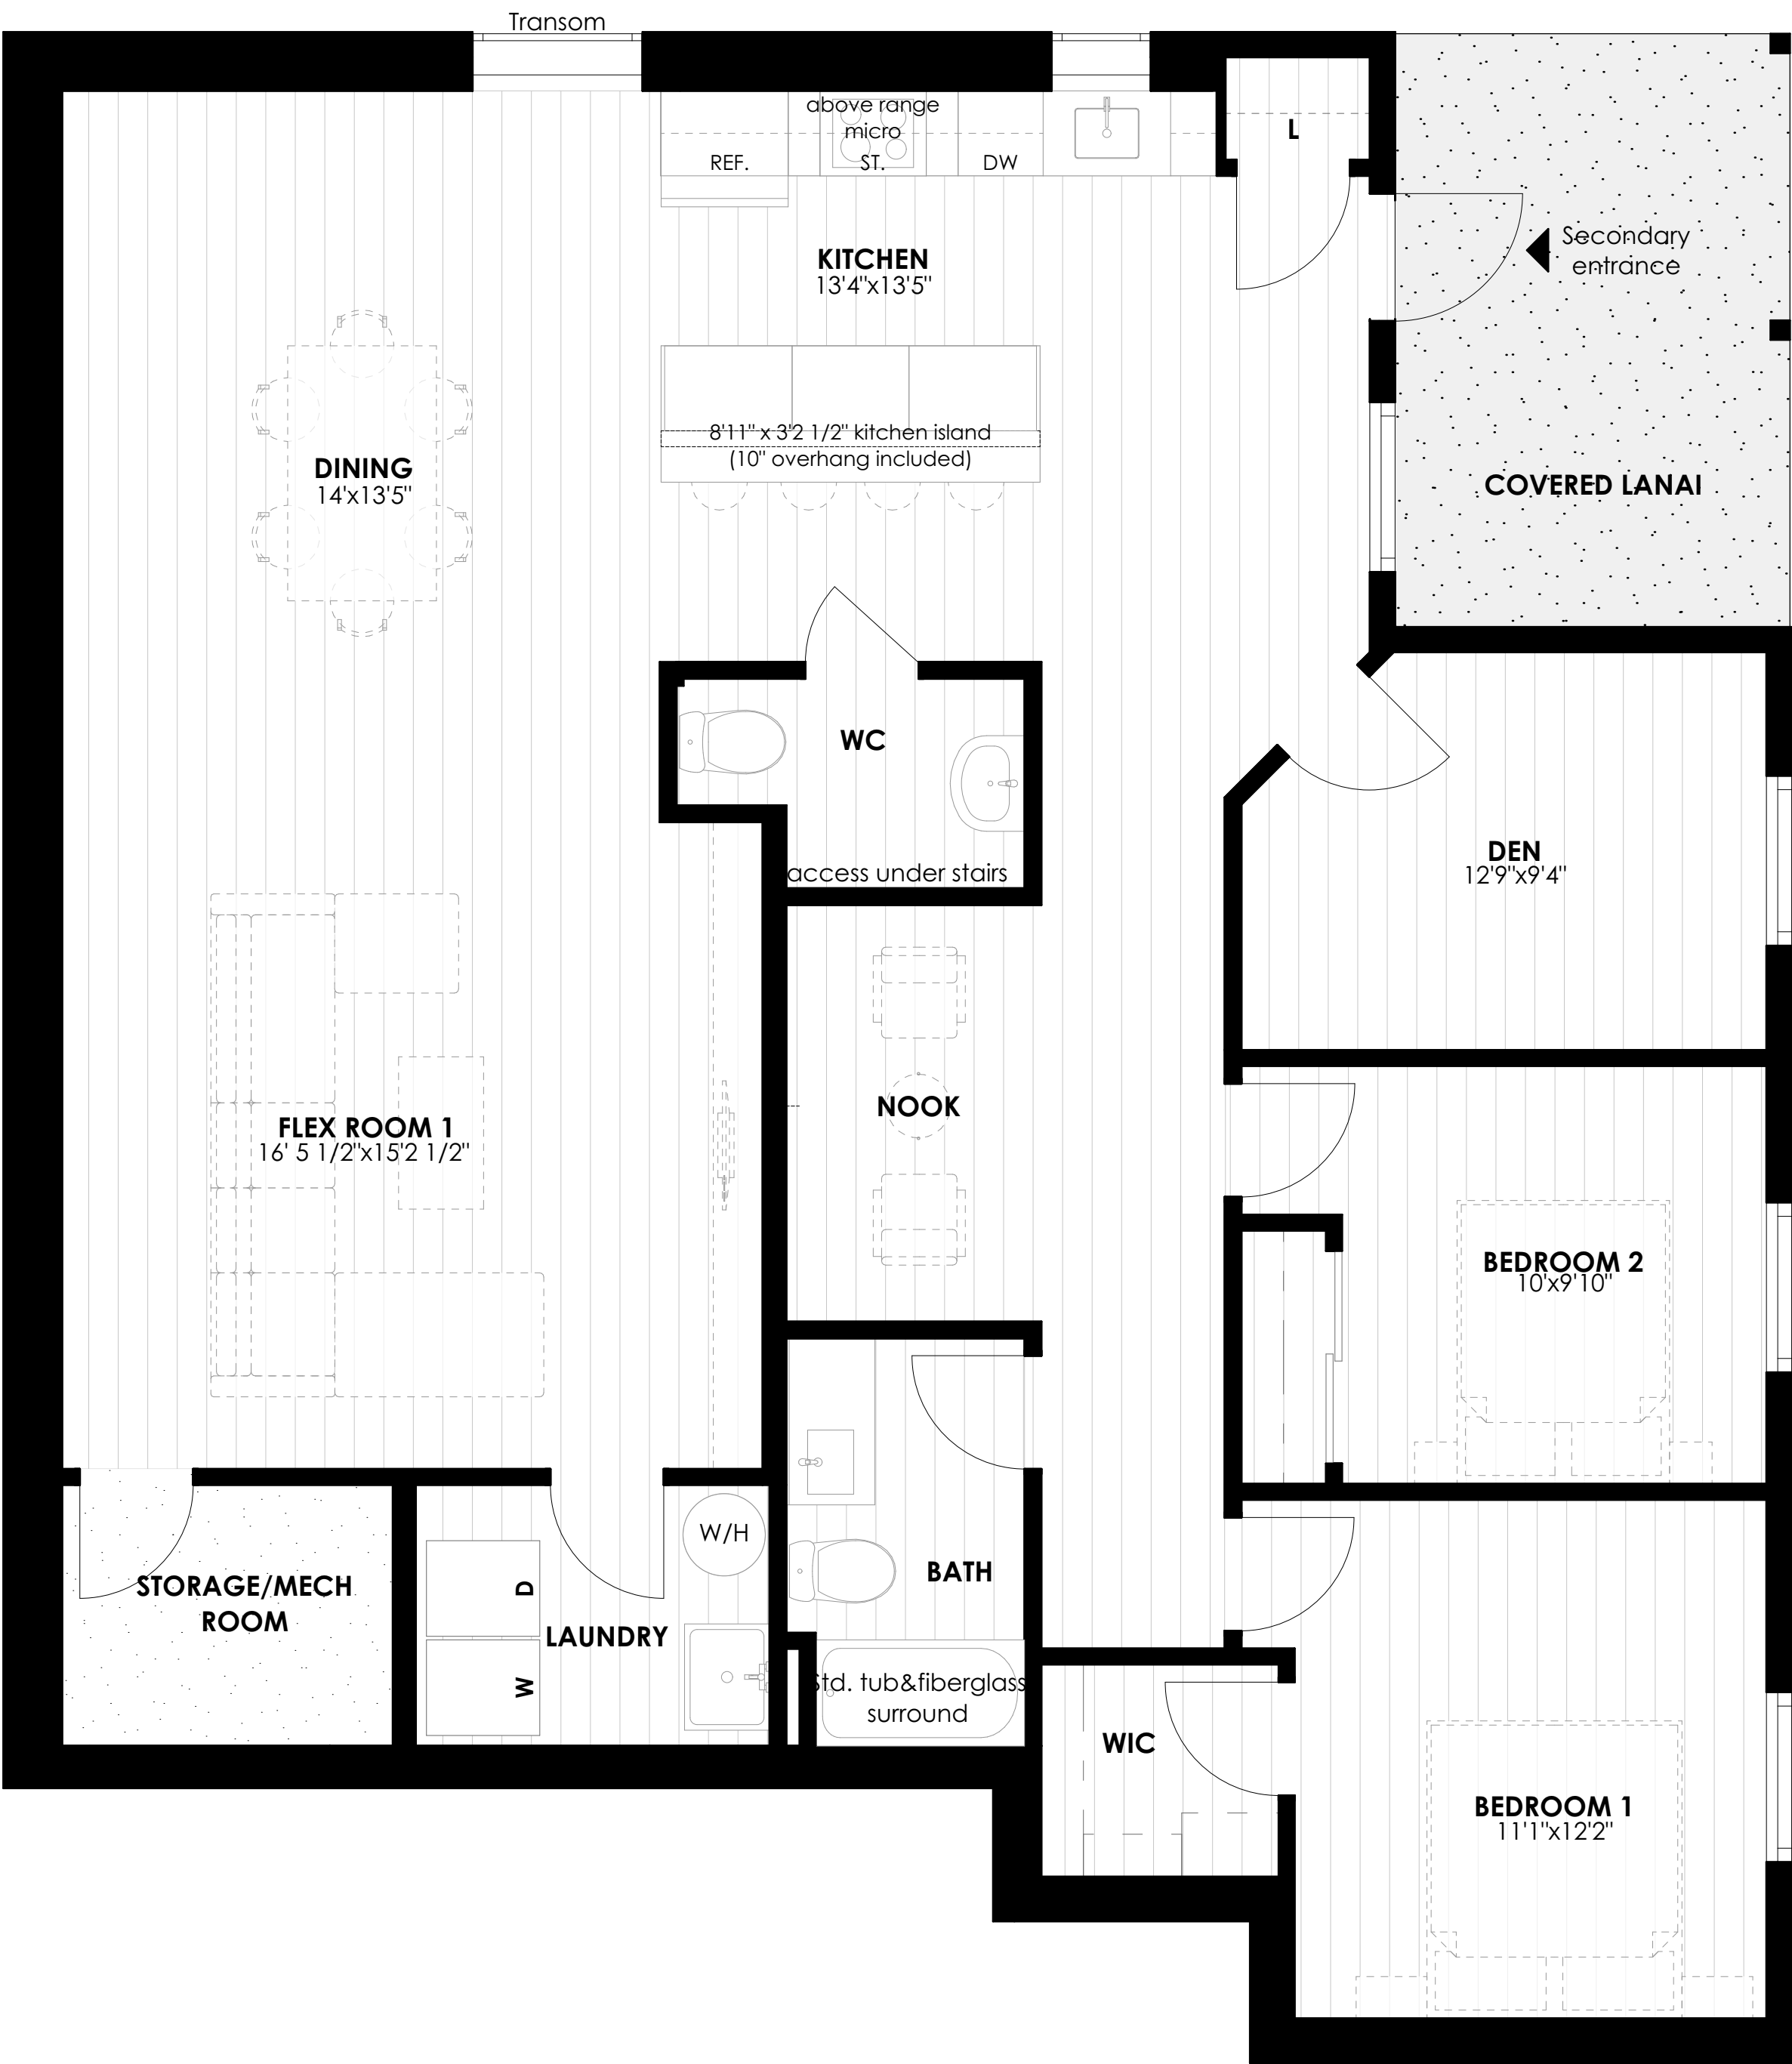 Transom
above range
micro
REF.
ST.
DW
L
KITCHEN
13'4"x13'5"
Secondary
entrance
8'11" x 3'2 1/2" kitchen island
(10" overhang included)
DINING
14'x13'5"
COVERED LANAI
WC
access under stairs
DEN
12'9"x9'4"
NOOK
FLEX ROOM 1
16' 5 1/2"x15'2 1/2"
BEDROOM 2
10'x9'10"
W/H
STORAGE/MECH
ROOM
D
LAUNDRY
W
BATH
Std. tub&fiberglass
surround
WIC
BEDROOM 1
11'1"x12'2"